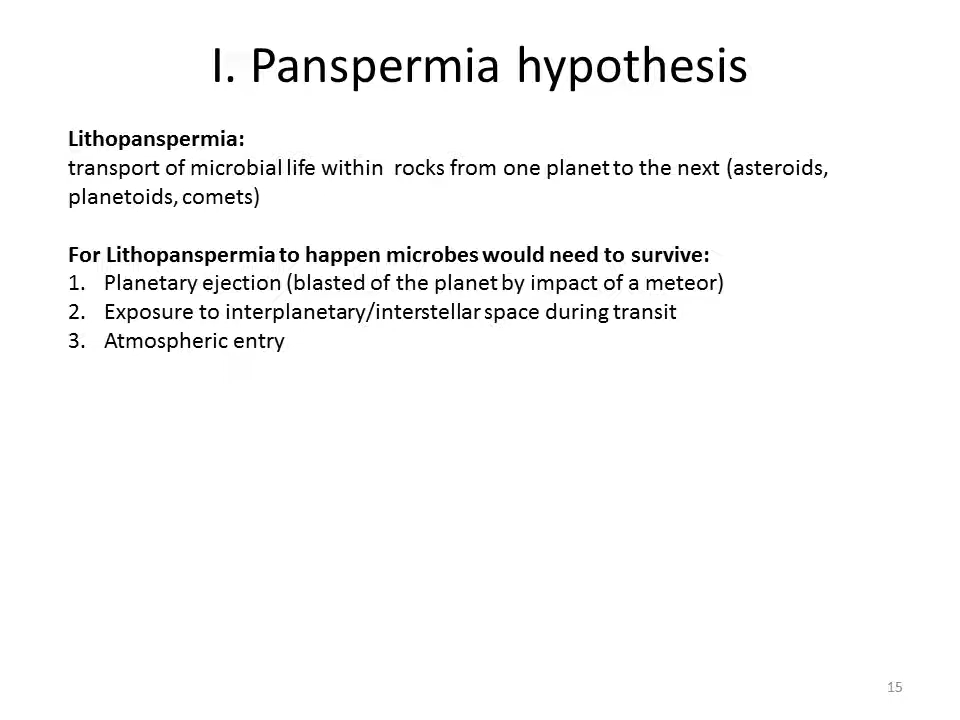 I. Panspermia hypothesis
Lithopanspermia:
transport of microbial life within rocks from one planet to the next (asteroids,
planetoids, comets)
For Lithopanspermia to happen microbes would need to survive:
1. Planetary ejection (blasted of the planet by impact of a meteor)
2. Exposure to interplanetary/interstellar space during transit
3. Atmospheric entry
15